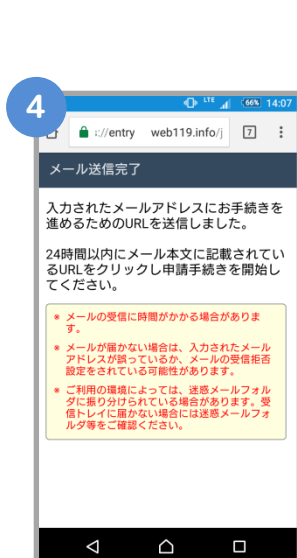 4
LTE 66% 14:07
://entry web119.info/j 7
メール送信完了
入力されたメールアドレスにお手続きを
進めるためのURLを送信しました。
24時間以内にメール本文に記載されてい
るURLをクリックし申請手続きを開始し
てください。
* メールの受信に時間がかかる場合がありま
す。
* メールが届かない場合は、入力されたメール
アドレスが誤っているか、メールの受信拒否
設定をされている可能性があります。
* ご利用の環境によっては、迷惑メールフォル
ダに振り分けられている場合があります。受
信トレイに届かない場合には迷惑メールフォ
ルダ等をご確認ください。